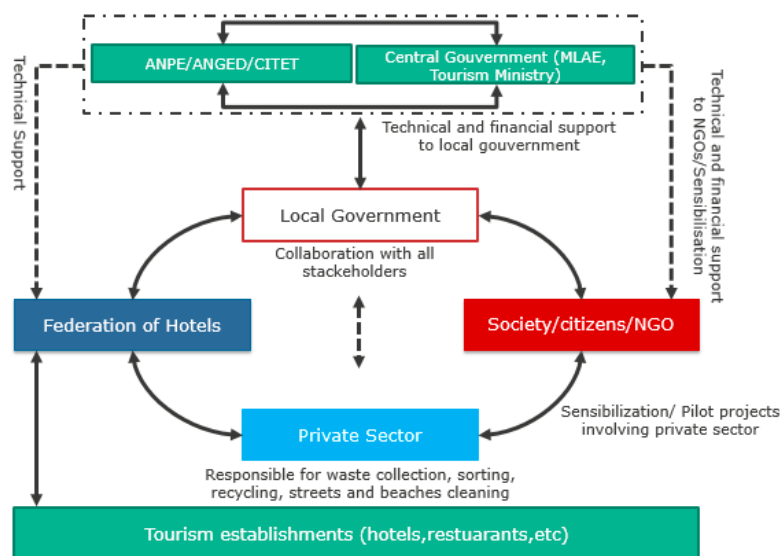 ANPE/ANGED/CITET
Central Gouvernment (MLAE,
Tourism Ministry)
Technical Support
Technical and financial support
to local gouvernment
Technical and financial support
to NGOs/Sensibilisation
Local Government
Collaboration with all
stackeholders
Federation of Hotels
Society/citizens/NGO
Private Sector
Sensibilization/ Pilot projects
involving private sector
Responsible for waste collection, sorting,
recycling, streets and beaches cleaning
Tourism establishments (hotels,restuarants,etc)